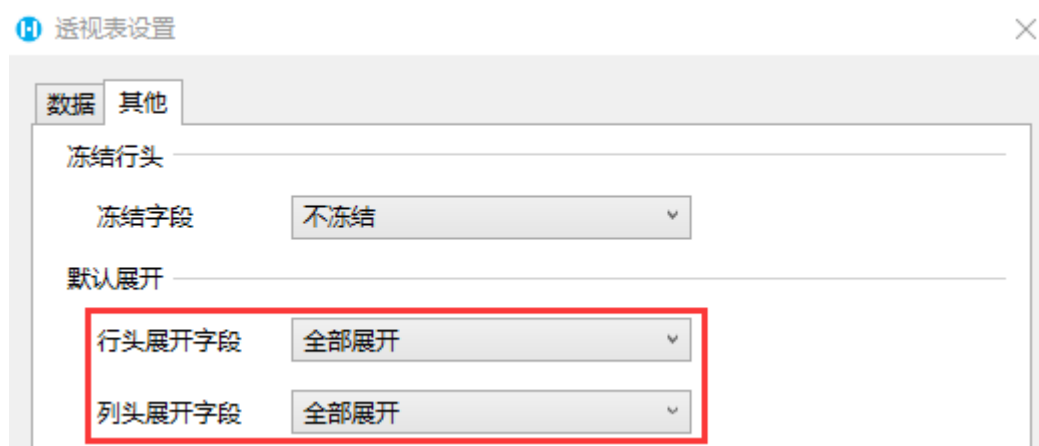 透视表设置
数据 其他
冻结行头
冻结字段 不冻结
默认展开
行头展开字段 全部展开
列头展开字段 全部展开